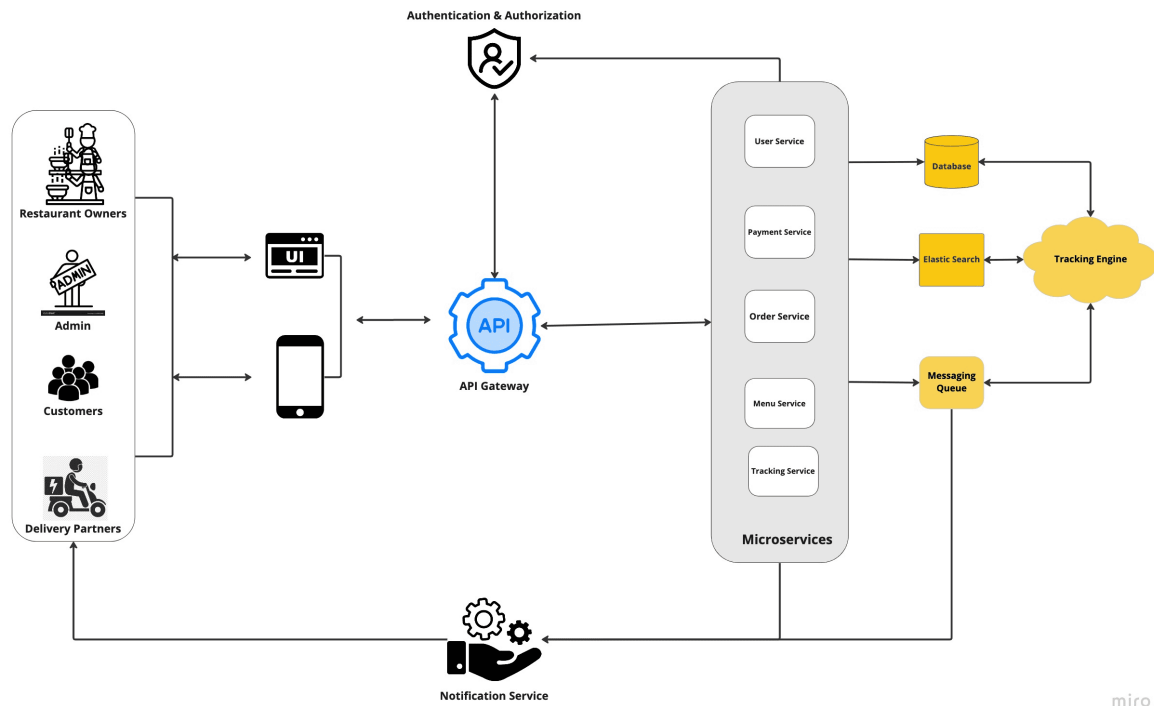 Authentication & Authorization
Restaurant Owners
ADMIN
Admin
Customers
Delivery Partners
UI
API
API Gateway
User Service
Payment Service
Order Service
Menu Service
Tracking Service
Microservices
Database
Elastic Search
Messaging
Queue
Tracking Engine
Notification Service
miro